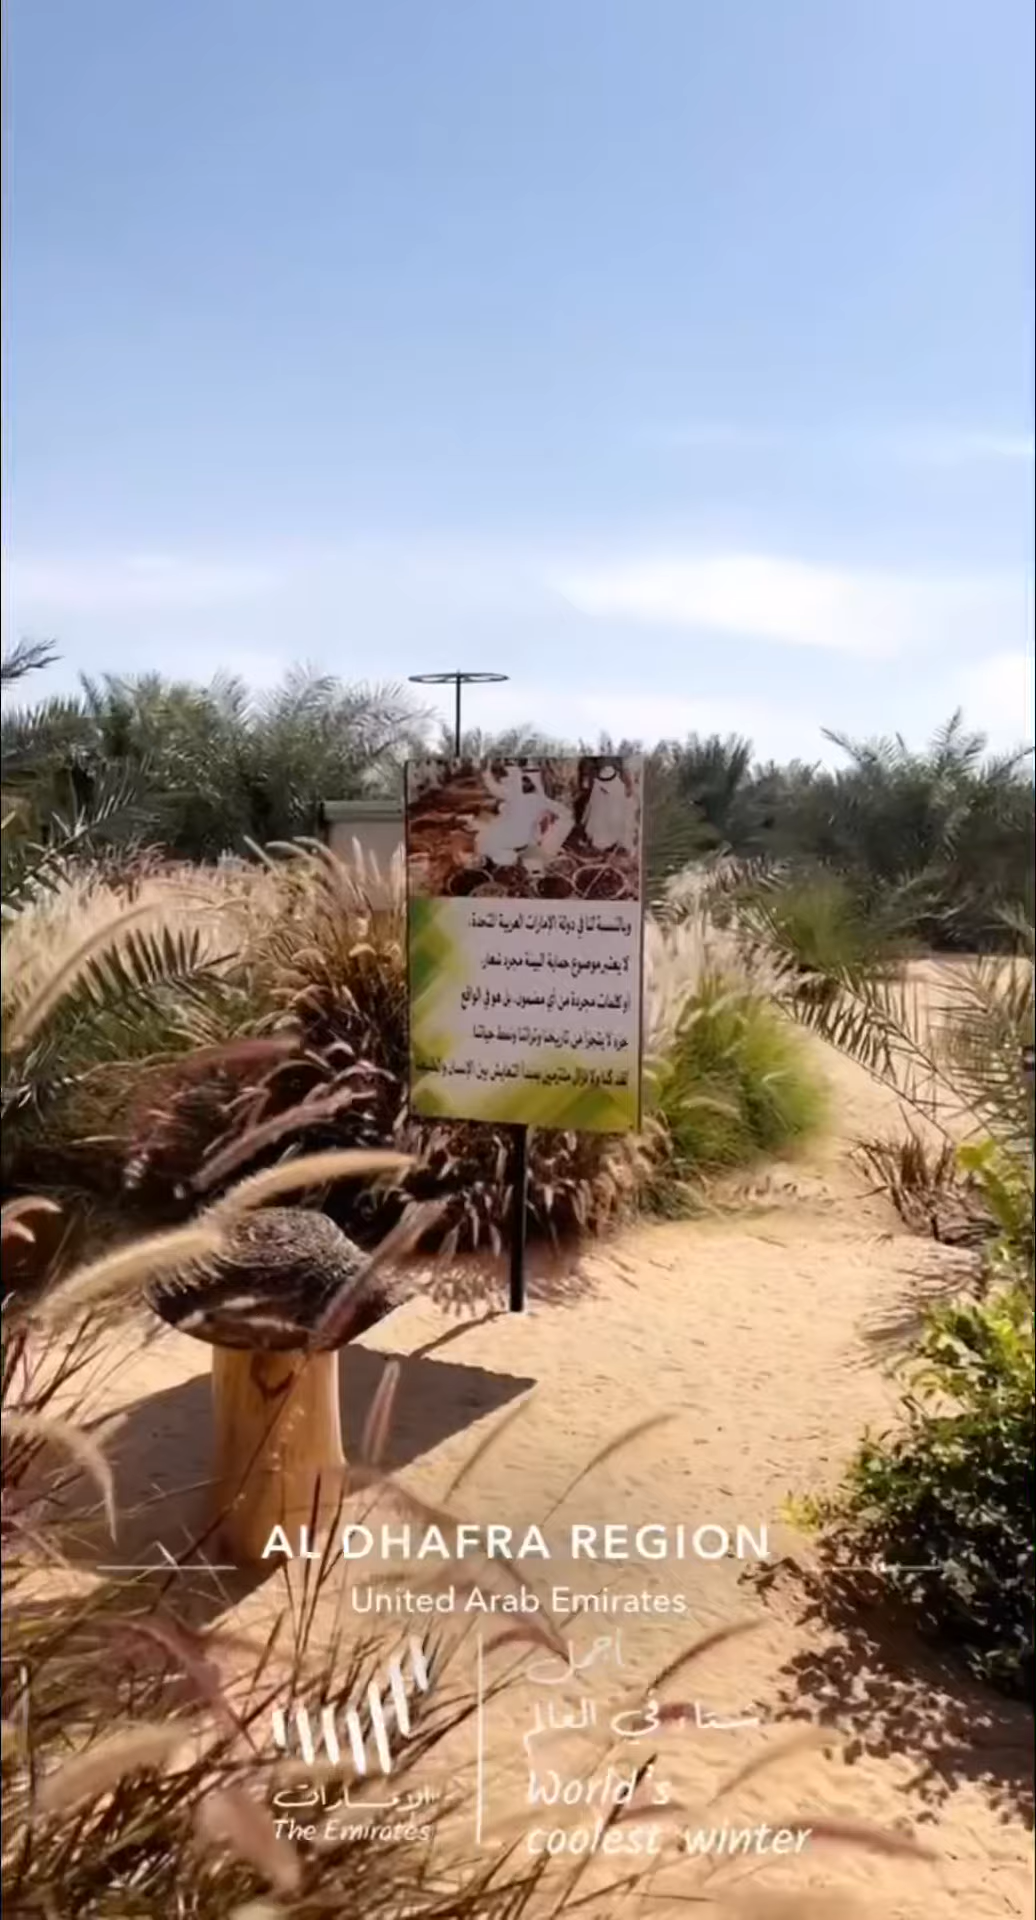 وبالنسبة لنا في دولة الإمارات العربية المتحدة،
لا يعتبر موضوع حماية البيئة مجرد شعار،
أو كلمات مجردة من أي مضمون، بل هو في الواقع
جزء لا يتجزأ من تاريخنا وتراثنا ونمط حياتنا
لقد كنا ولا نزال ملتزمين بمبدأ التعايش بين الإنسان والطبيعة
AL DHAFRA REGION
United Arab Emirates
الإمارات
The Emirates
أجمل
شتاء في العالم
World's
coolest winter